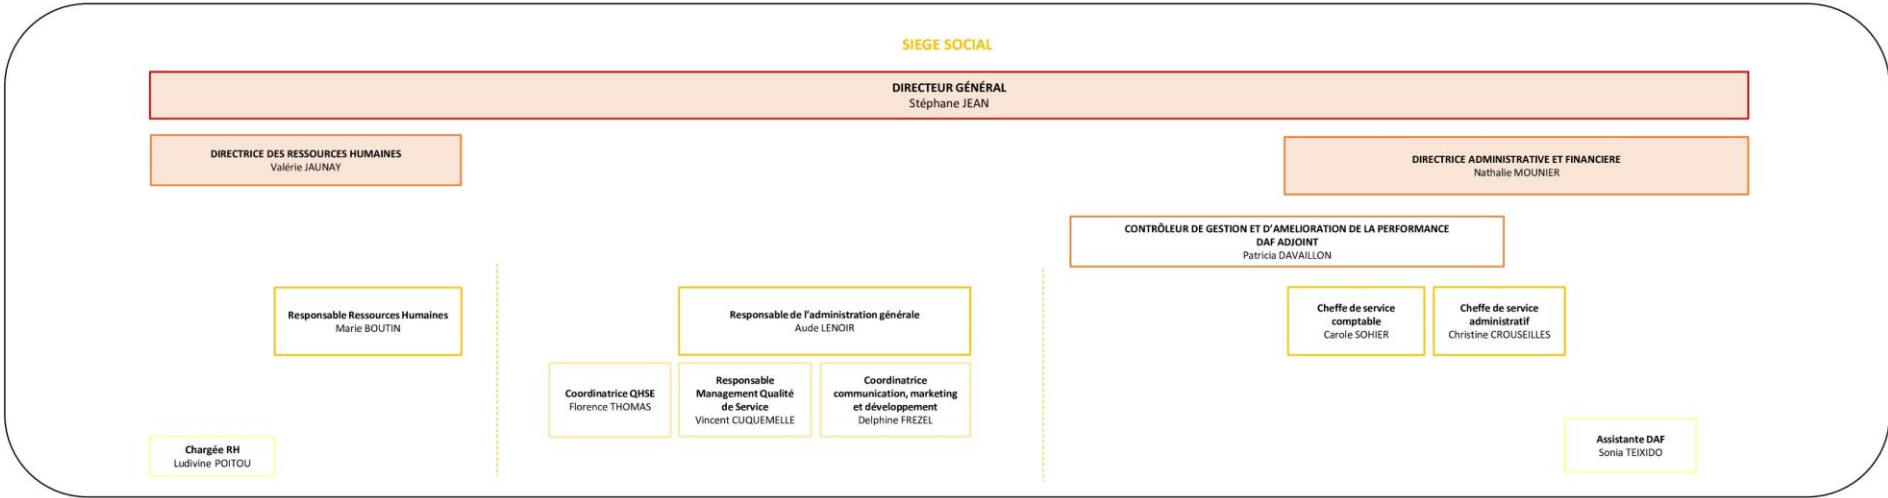 SIEGE SOCIAL
DIRECTEUR GÉNÉRAL
Stéphane JEAN
DIRECTRICE DES RESSOURCES HUMAINES
Valérie JAUNAY
DIRECTRICE ADMINISTRATIVE ET FINANCIERE
Nathalie MOUNIER
CONTRÔLEUR DE GESTION ET D'AMELIORATION DE LA PERFORMANCE
DAF ADJOINT
Patricia DAVAILLON
Responsable Ressources Humaines
Marie BOUTIN
Responsable de l'administration générale
Aude LENOIR
Cheffe de service
comptable
Carole SOHIER
Cheffe de service
administratif
Christine CROUSEILLES
Coordinatrice QHSE
Florence THOMAS
Responsable
Management Qualité
de Service
Vincent CUQUEMELLE
Coordinatrice
communication, marketing
et développement
Delphine FREZEL
Chargée RH
Ludivine POITOU
Assistante DAF
Sonia TEIXIDO